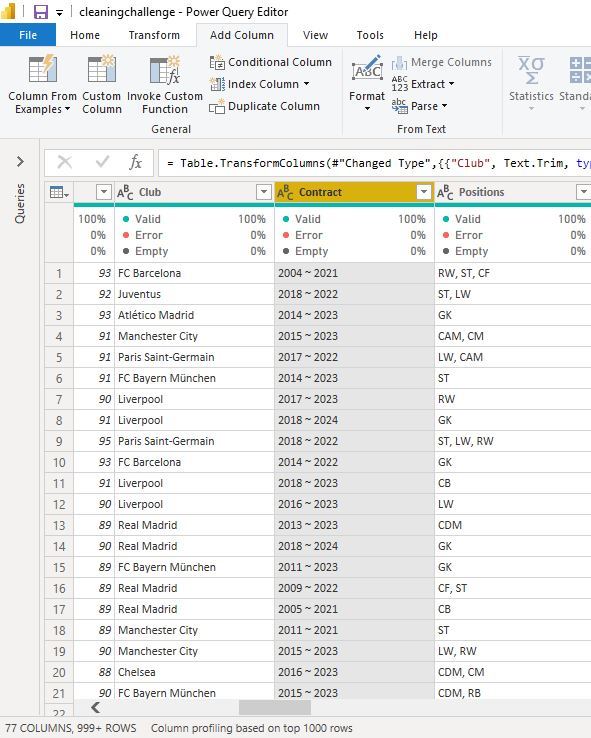 cleaningchallenge - Power Query Editor
File Home Transform Add Column View Tools Help
Column From Examples
Custom Column
Invoke Custom Function
Conditional Column
Index Column
Duplicate Column
General
Format
Merge Columns
ABC 123 Extract
abc Parse
From Text
Statistics
Standa
fx = Table.TransformColumns(#"Changed Type",{{"Club", Text.Trim, typ
Queries
Club Contract Positions
100% Valid 100% Valid 100% Valid
0% Error 0% Error 0% Error 0%
0% Empty 0% Empty 0% Empty 0%
1 93 FC Barcelona 2004 ~ 2021 RW, ST, CF
2 92 Juventus 2018 ~ 2022 ST, LW
3 93 Atlético Madrid 2014 ~ 2023 GK
4 91 Manchester City 2015 ~ 2023 CAM, CM
5 91 Paris Saint-Germain 2017 ~ 2022 LW, CAM
6 91 FC Bayern München 2014 ~ 2023 ST
7 90 Liverpool 2017 ~ 2023 RW
8 91 Liverpool 2018 ~ 2024 GK
9 95 Paris Saint-Germain 2018 ~ 2022 ST, LW, RW
10 93 FC Barcelona 2014 ~ 2022 GK
11 91 Liverpool 2018 ~ 2023 CB
12 90 Liverpool 2016 ~ 2023 LW
13 89 Real Madrid 2013 ~ 2023 CDM
14 90 Real Madrid 2018 ~ 2024 GK
15 89 FC Bayern München 2011 ~ 2023 GK
16 89 Real Madrid 2009 ~ 2022 CF, ST
17 89 Real Madrid 2005 ~ 2021 CB
18 89 Manchester City 2011 ~ 2021 ST
19 90 Manchester City 2015 ~ 2023 LW, RW
20 88 Chelsea 2016 ~ 2023 CDM, CM
21 90 FC Bayern München 2015 ~ 2023 CDM, RB
22
77 COLUMNS, 999+ ROWS Column profiling based on top 1000 rows